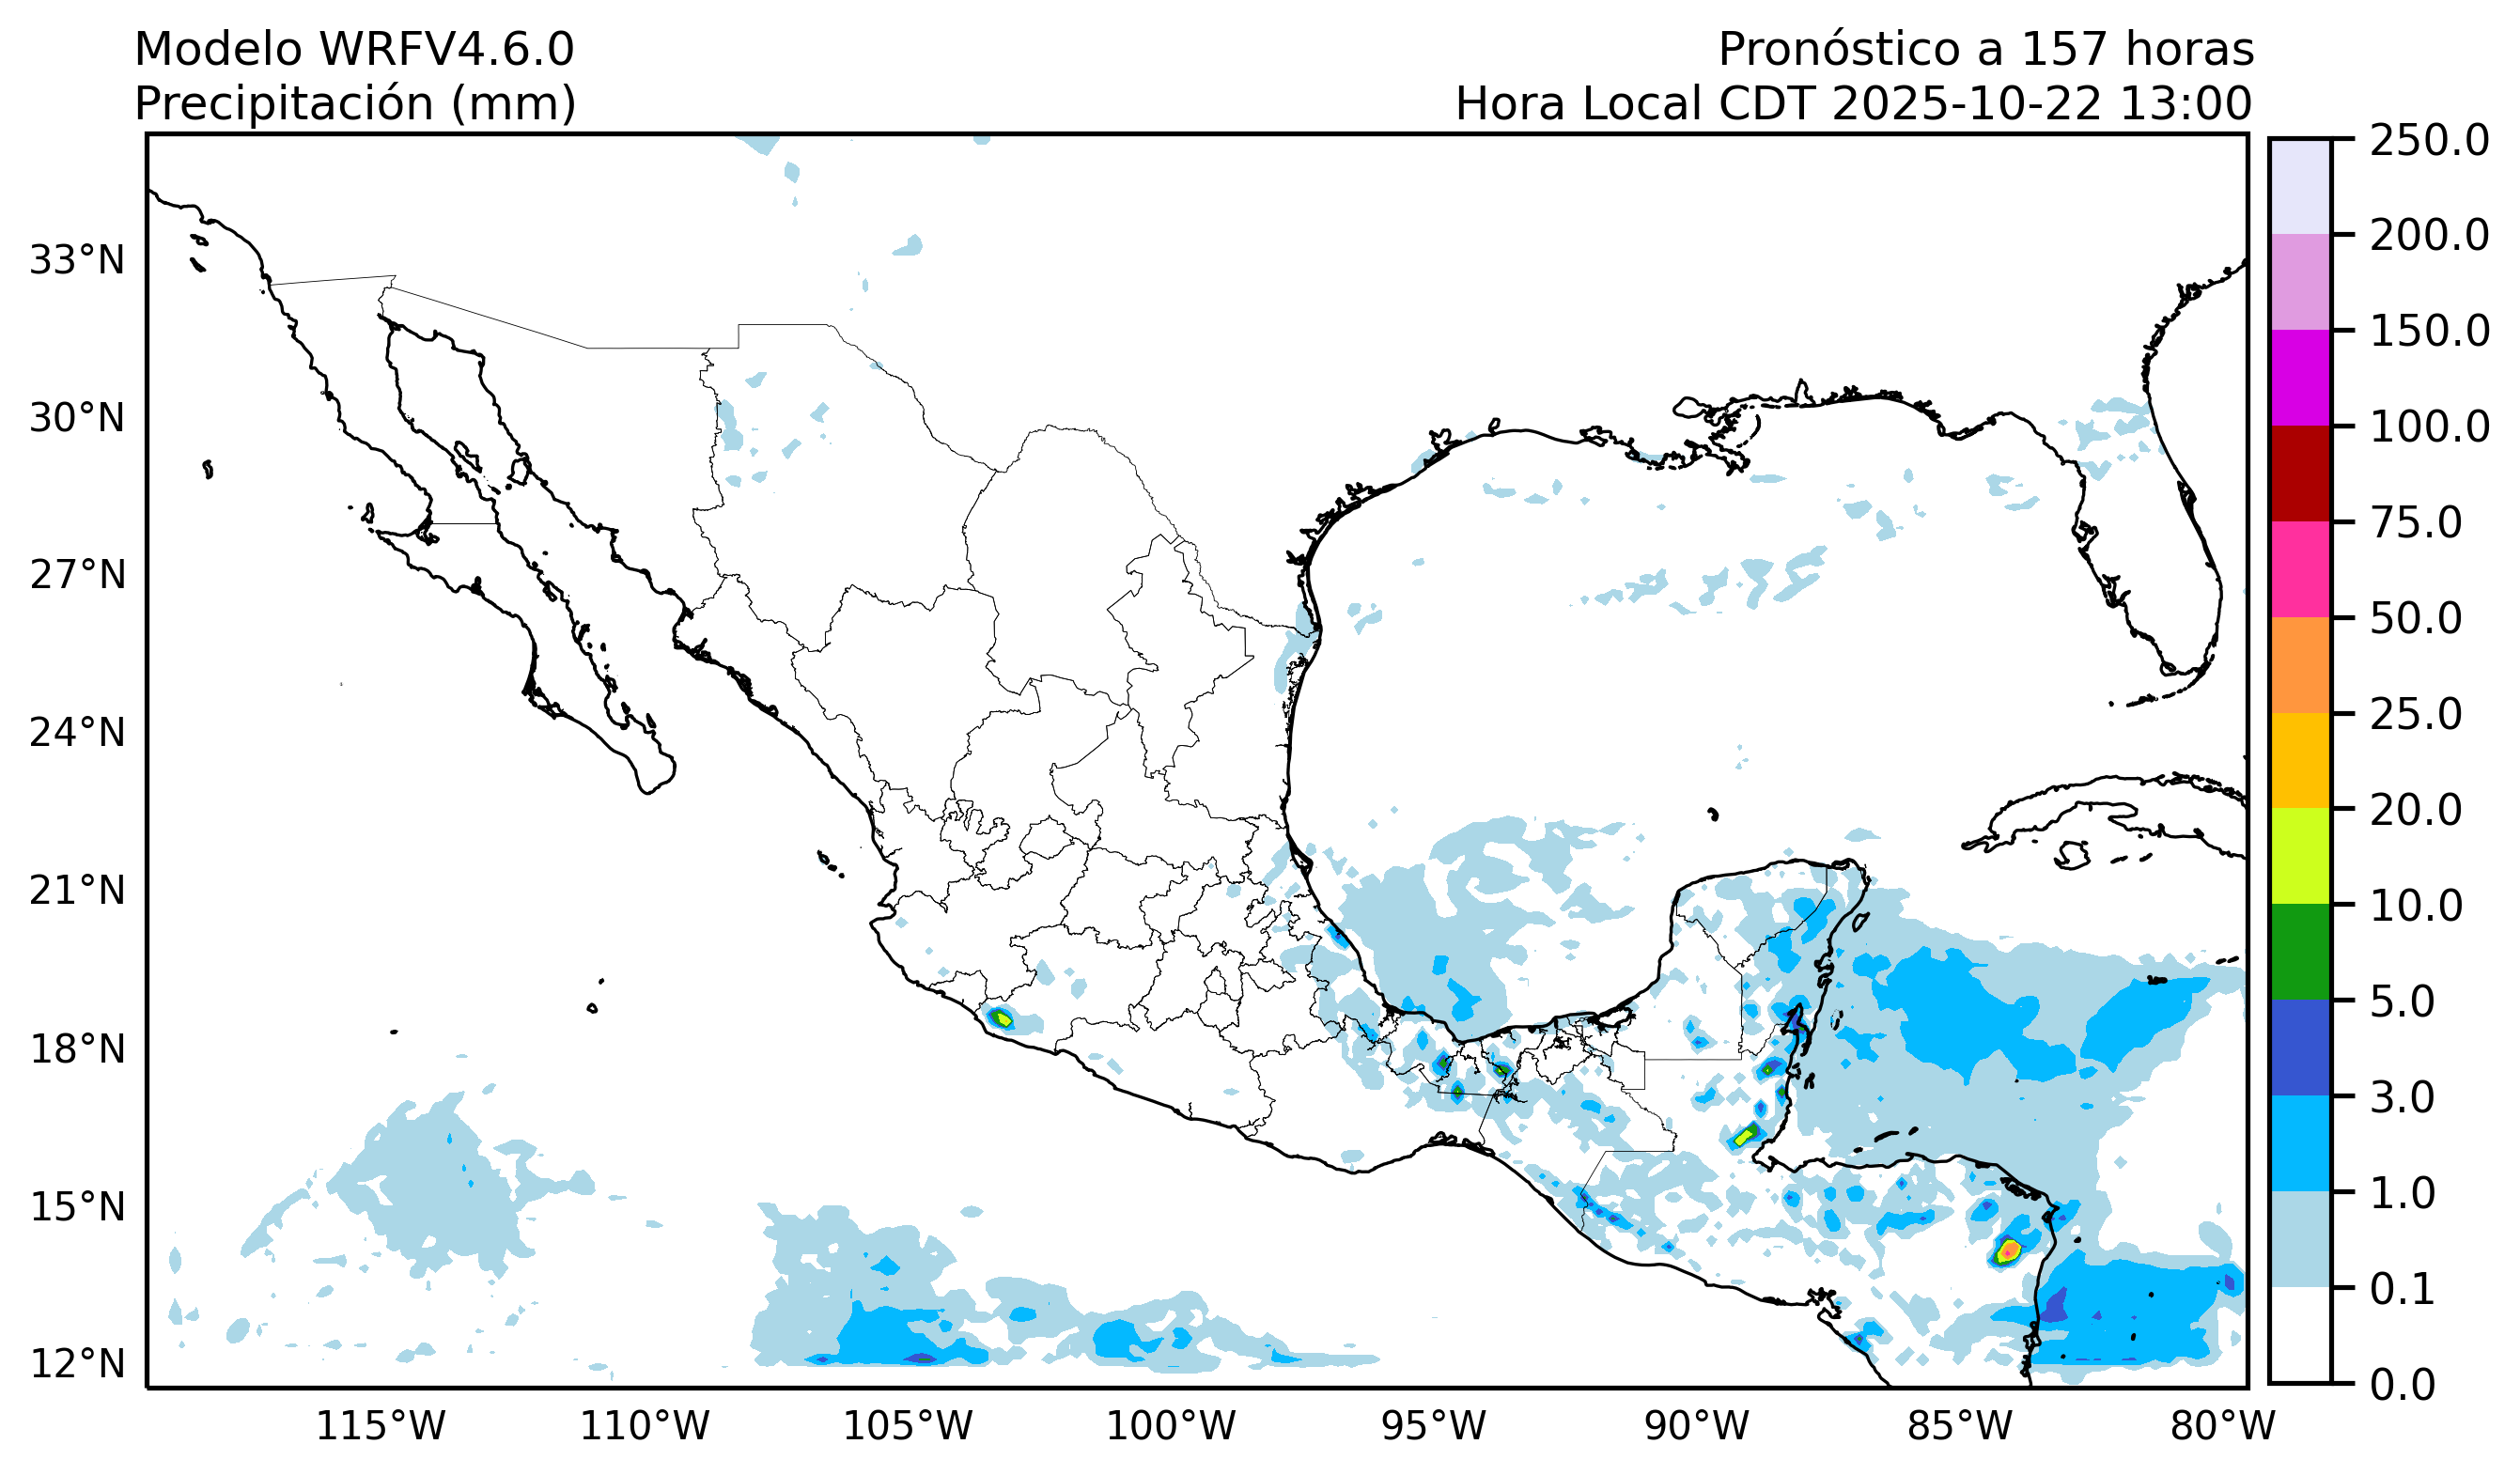 Modelo WRFV4.6.0
Pronóstico a 157 horas
Precipitación (mm)
Hora Local CDT 2025-10-22 13:00
33°N
30°N
27°N
24°N
21°N
18°N
15°N
12°N
115°W
110°W
105°W
100°W
95°W
90°W
85°W
80°W
250.0
200.0
150.0
100.0
75.0
50.0
25.0
20.0
10.0
5.0
3.0
1.0
0.1
0.0